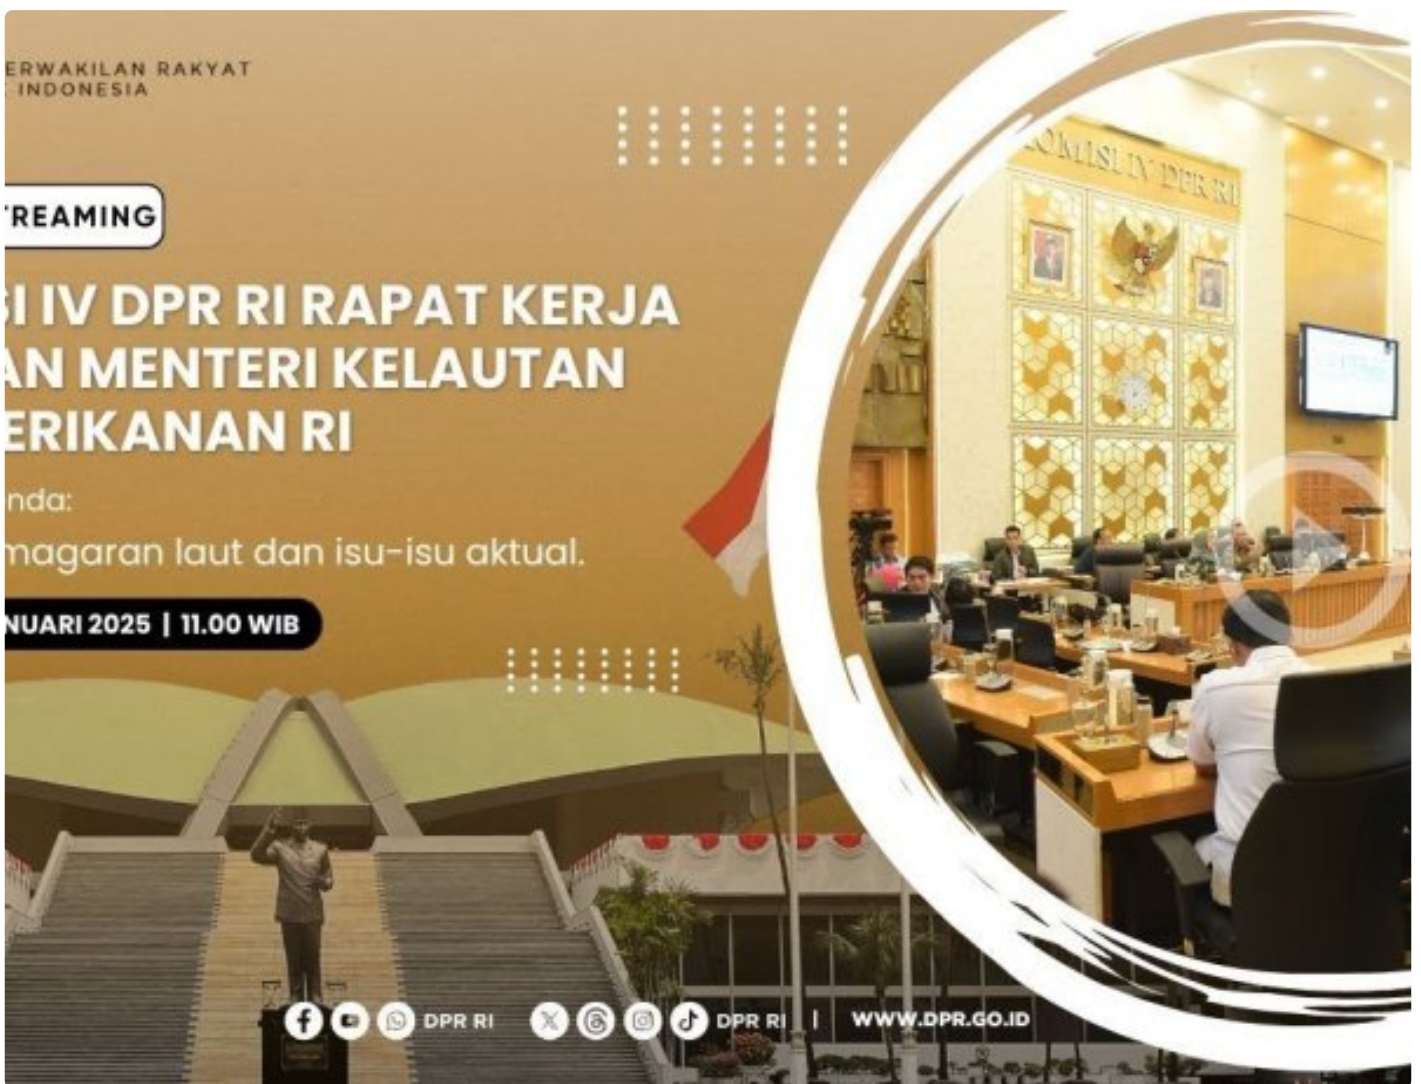 ERWAKILAN RAKYAT
INDONESIA
TREAMING
SI IV DPR RI RAPAT KERJA
AN MENTERI KELAUTAN
ERIKANAN RI
nda:
magaran laut dan isu-isu aktual.
NUARI 2025 | 11.00 WIB
KOMISI IV DPR RI
DPR RI
DPR RI | WWW.DPR.GO.ID